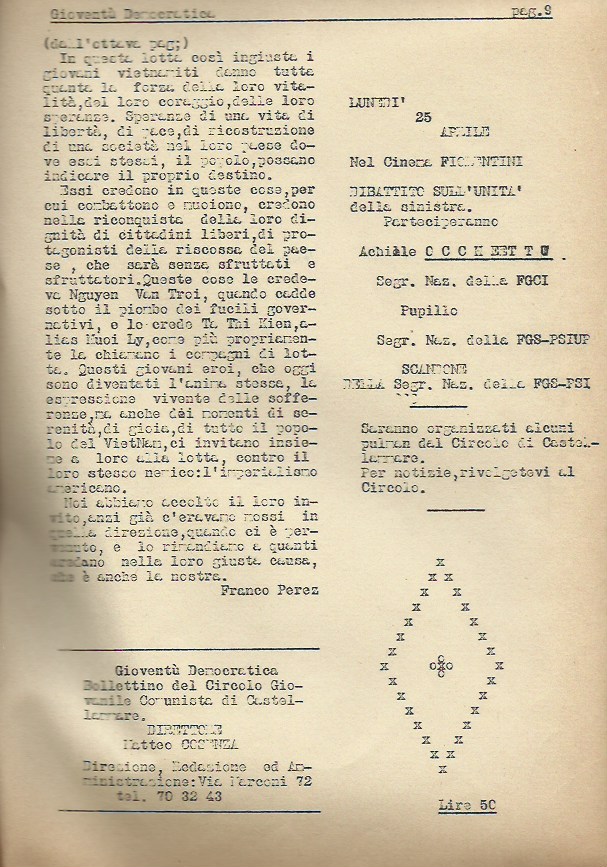 Gioventù Democratica pag.9
(dall'ottava pag;)
In questa lotta così ingiusta i
giovani vietnamiti danno tutta
quanta la forza della loro vita-
lità,del loro coraggio,delle loro
speranze. Speranze di una vita di
libertà, di pace,di ricostruzione
di una società nel loro paese do-
ve essi stessi, il popolo,possano
indicare il proprio destino.
Essi credono in queste cose,per
cui combattono e muoiono, credono
nella riconquista della loro di-
gnità di cittadini liberi,di pro-
tagonisti della riscossa del pae-
se , che sarà senza sfruttati e
sfruttatori.Queste cose le crede-
va Nguyen Van Troi, quando cadde
sotto il piombo dei fucili gover-
nativi, e lo crede Ta Thi Kien,a-
lias Muoi Ly,come più propriamen-
te la chiamano i compagni di lot-
ta. Questi giovani eroi, che oggi
sono diventati l'anima stessa, la
espressione vivente delle soffe-
renze,ma anche dei momenti di se-
renità,di gioia,di tutto il popo-
lo del VietNam,ci invitano insie-
me a loro alla lotta, contro il
loro stesso nemico:l'imperialismo
americano.
Noi abbiamo accolto il loro in-
vito,anzi già c'eravamo mossi in
quella direzione,quando ci è per-
venuto, e lo rimandiamo a quanti
credano nella loro giusta causa,
che è anche la nostra.
Franco Perez
Gioventù Democratica
Bollettino del Circolo Gio-
vanile Comunista di Castel-
lammare.
DIRETTORE
Matteo COSENZA
Direzione, Redazione ed Am-
ministrazione:Via Marconi 72
tel. 70 32 43
LUNEDI'
25
APRILE
Nel Cinema FIORENTINI
DIBATTITO SULL'UNITA'
della sinistra.
Parteciperanno
Achille O C C H E T T O .
Segr. Naz. della FGCI
Pupillo
Segr. Naz. della FGS-PSIUP
SCANDONE
DELLA Segr. Naz. della FGS-PSI
Saranno organizzati alcuni
pulman dal Circolo di Castel-
lammare.
Per notizie,rivolgetevi al
Circolo.
Lire 50